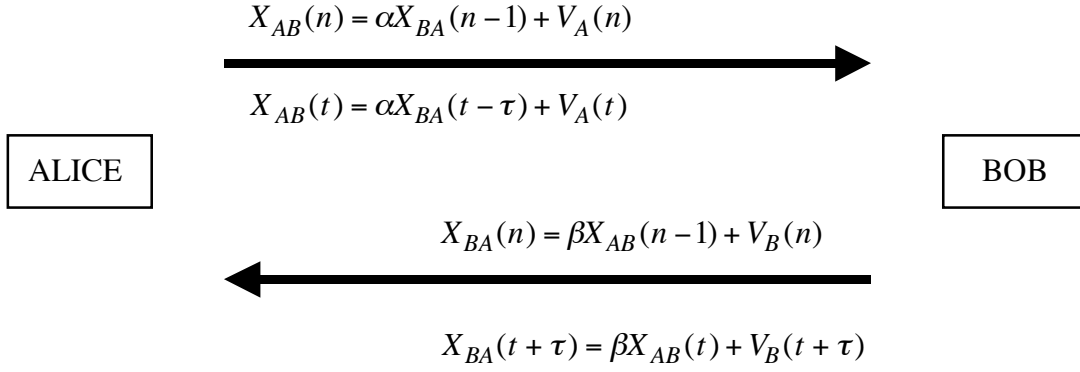 X_{AB}(n) = αX_{BA}(n−1) + V_A(n)
X_{AB}(t) = αX_{BA}(t − τ) + V_A(t)
ALICE
BOB
X_{BA}(n) = βX_{AB}(n−1) + V_B(n)
X_{BA}(t + τ) = βX_{AB}(t) + V_B(t + τ)